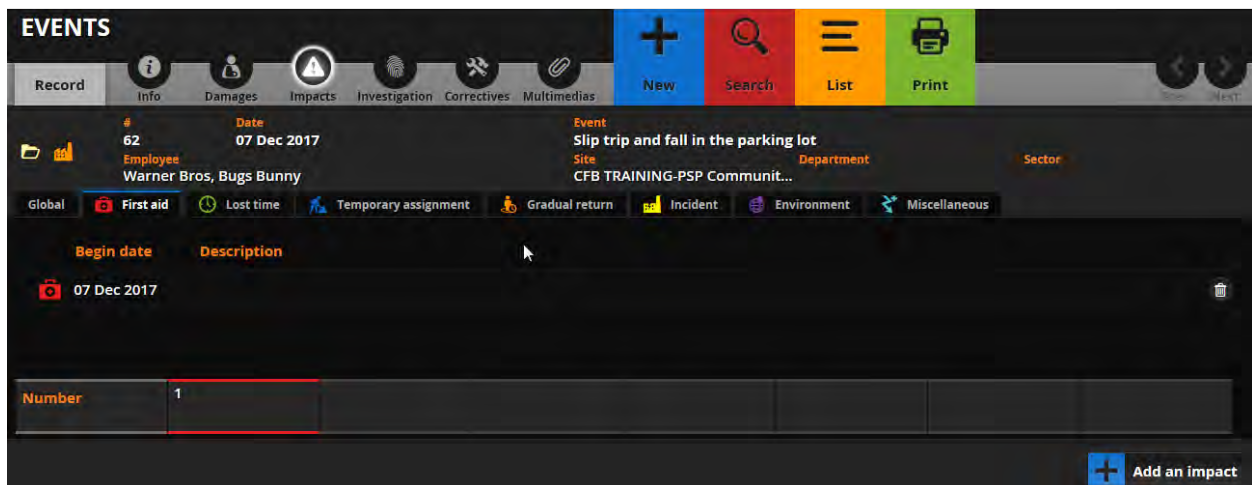 EVENTS
Record Info Damages Impacts Investigation Correctives Multimedias New Search List Print Prev Next
# Date Event
62 07 Dec 2017 Slip trip and fall in the parking lot
Employee Site Department Sector
Warner Bros, Bugs Bunny CFB TRAINING-PSP Communit...
Global First aid Lost time Temporary assignment Gradual return Incident Environment Miscellaneous
Begin date Description
07 Dec 2017
Number 1
Add an impact